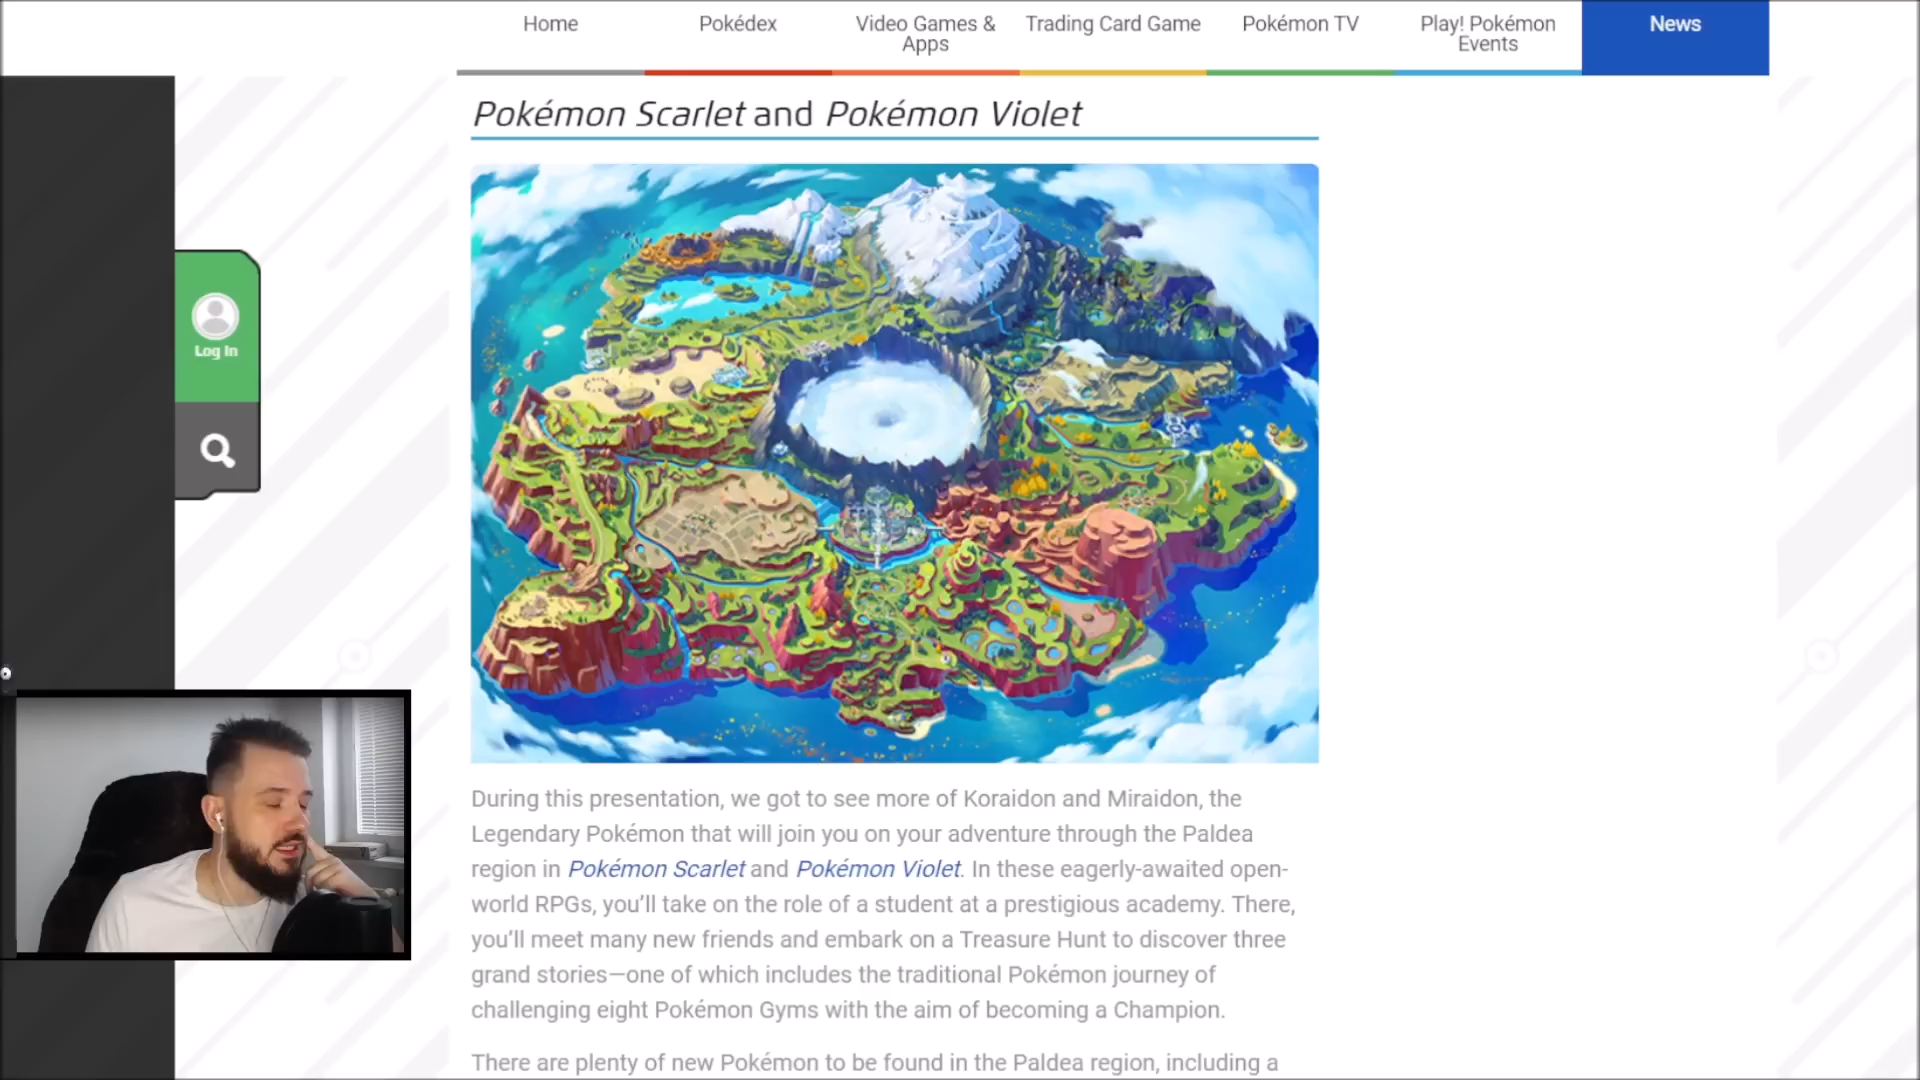 Home
Pokédex
Video Games &
Apps
Trading Card Game
Pokémon TV
Play! Pokémon
Events
News
Pokémon Scarlet and Pokémon Violet
Log In
During this presentation, we got to see more of Koraidon and Miraidon, the
Legendary Pokémon that will join you on your adventure through the Paldea
region in Pokémon Scarlet and Pokémon Violet. In these eagerly-awaited open-
world RPGs, you’ll take on the role of a student at a prestigious academy. There,
you’ll meet many new friends and embark on a Treasure Hunt to discover three
grand stories—one of which includes the traditional Pokémon journey of
challenging eight Pokémon Gyms with the aim of becoming a Champion.
There are plenty of new Pokémon to be found in the Paldea region, including a